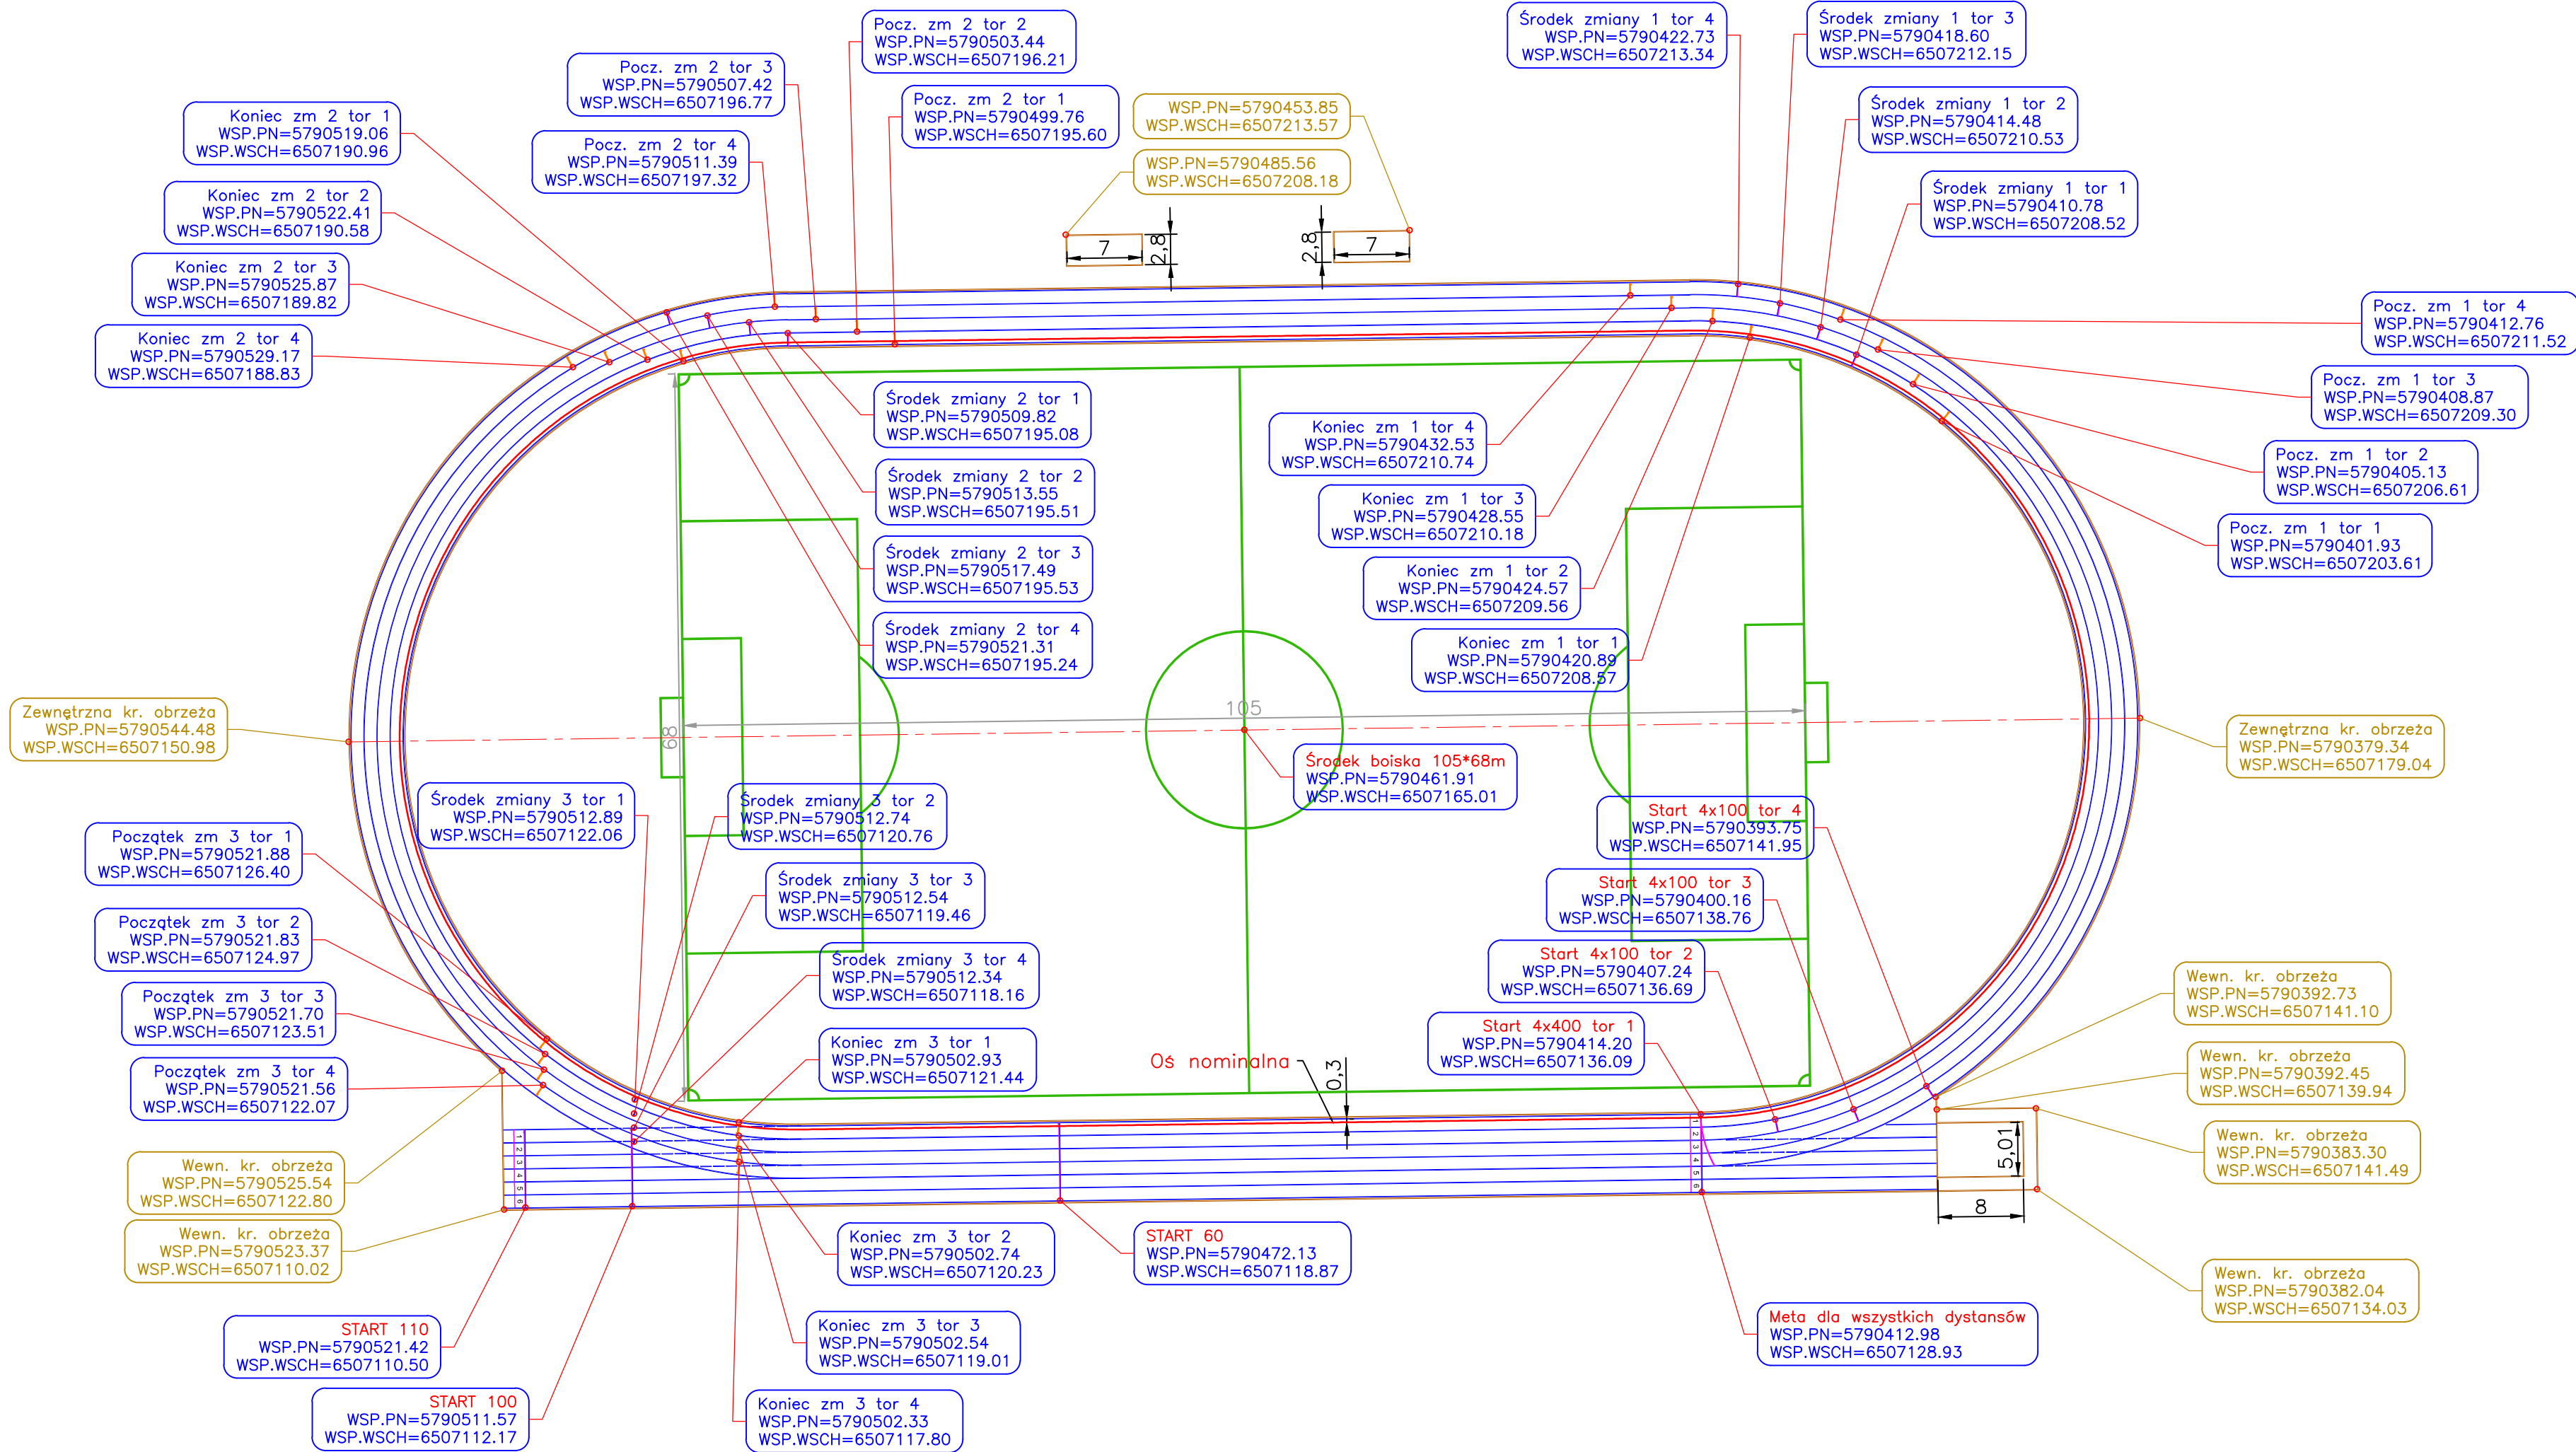 Pocz. zm 2 tor 2
WSP.PN=5790503.44
WSP.WSCH=6507196.21
Środek zmiany 1 tor 4
WSP.PN=5790422.73
WSP.WSCH=6507213.34
Środek zmiany 1 tor 3
WSP.PN=5790418.60
WSP.WSCH=6507212.15
Pocz. zm 2 tor 3
WSP.PN=5790507.42
WSP.WSCH=6507196.77
Pocz. zm 2 tor 1
WSP.PN=5790499.76
WSP.WSCH=6507195.60
WSP.PN=5790453.85
WSP.WSCH=6507213.57
Środek zmiany 1 tor 2
WSP.PN=5790414.48
WSP.WSCH=6507210.53
Koniec zm 2 tor 1
WSP.PN=5790519.06
WSP.WSCH=6507190.96
Pocz. zm 2 tor 4
WSP.PN=5790511.39
WSP.WSCH=6507197.32
WSP.PN=5790485.56
WSP.WSCH=6507208.18
Środek zmiany 1 tor 1
WSP.PN=5790410.78
WSP.WSCH=6507208.52
Koniec zm 2 tor 2
WSP.PN=5790522.41
WSP.WSCH=6507190.58
7
2,8
2,8
7
Koniec zm 2 tor 3
WSP.PN=5790525.87
WSP.WSCH=6507189.82
Pocz. zm 1 tor 4
WSP.PN=5790412.76
WSP.WSCH=6507211.52
Koniec zm 2 tor 4
WSP.PN=5790529.17
WSP.WSCH=6507188.83
Pocz. zm 1 tor 3
WSP.PN=5790408.87
WSP.WSCH=6507209.30
Środek zmiany 2 tor 1
WSP.PN=5790509.82
WSP.WSCH=6507195.08
Koniec zm 1 tor 4
WSP.PN=5790432.53
WSP.WSCH=6507210.74
Pocz. zm 1 tor 2
WSP.PN=5790405.13
WSP.WSCH=6507206.61
Środek zmiany 2 tor 2
WSP.PN=5790513.55
WSP.WSCH=6507195.51
Koniec zm 1 tor 3
WSP.PN=5790428.55
WSP.WSCH=6507210.18
Pocz. zm 1 tor 1
WSP.PN=5790401.93
WSP.WSCH=6507203.61
Środek zmiany 2 tor 3
WSP.PN=5790517.49
WSP.WSCH=6507195.53
Koniec zm 1 tor 2
WSP.PN=5790424.57
WSP.WSCH=6507209.56
Środek zmiany 2 tor 4
WSP.PN=5790521.31
WSP.WSCH=6507195.24
Koniec zm 1 tor 1
WSP.PN=5790420.89
WSP.WSCH=6507208.57
Zewnętrzna kr. obrzeża
WSP.PN=5790544.48
WSP.WSCH=6507150.98
68
105
Zewnętrzna kr. obrzeża
WSP.PN=5790379.34
WSP.WSCH=6507179.04
Środek boiska 105*68m
WSP.PN=5790461.91
WSP.WSCH=6507165.01
Środek zmiany 3 tor 1
WSP.PN=5790512.89
WSP.WSCH=6507122.06
Środek zmiany 3 tor 2
WSP.PN=5790512.74
WSP.WSCH=6507120.76
Start 4x100 tor 4
WSP.PN=5790393.75
WSP.WSCH=6507141.95
Początek zm 3 tor 1
WSP.PN=5790521.88
WSP.WSCH=6507126.40
Środek zmiany 3 tor 3
WSP.PN=5790512.54
WSP.WSCH=6507119.46
Start 4x100 tor 3
WSP.PN=5790400.16
WSP.WSCH=6507138.76
Początek zm 3 tor 2
WSP.PN=5790521.83
WSP.WSCH=6507124.97
Środek zmiany 3 tor 4
WSP.PN=5790512.34
WSP.WSCH=6507118.16
Start 4x100 tor 2
WSP.PN=5790407.24
WSP.WSCH=6507136.69
Wewn. kr. obrzeża
WSP.PN=5790392.73
WSP.WSCH=6507141.10
Początek zm 3 tor 3
WSP.PN=5790521.70
WSP.WSCH=6507123.51
Koniec zm 3 tor 1
WSP.PN=5790502.93
WSP.WSCH=6507121.44
Oś nominalna
0,3
Start 4x400 tor 1
WSP.PN=5790414.20
WSP.WSCH=6507136.09
Wewn. kr. obrzeża
WSP.PN=5790392.45
WSP.WSCH=6507139.94
Początek zm 3 tor 4
WSP.PN=5790521.56
WSP.WSCH=6507122.07
1
2
3
4
5
6
1
2
3
4
5
6
5,01
8
Wewn. kr. obrzeża
WSP.PN=5790383.30
WSP.WSCH=6507141.49
Wewn. kr. obrzeża
WSP.PN=5790525.54
WSP.WSCH=6507122.80
Wewn. kr. obrzeża
WSP.PN=5790523.37
WSP.WSCH=6507110.02
Koniec zm 3 tor 2
WSP.PN=5790502.74
WSP.WSCH=6507120.23
START 60
WSP.PN=5790472.13
WSP.WSCH=6507118.87
Wewn. kr. obrzeża
WSP.PN=5790382.04
WSP.WSCH=6507134.03
START 110
WSP.PN=5790521.42
WSP.WSCH=6507110.50
Koniec zm 3 tor 3
WSP.PN=5790502.54
WSP.WSCH=6507119.01
Meta dla wszystkich dystansów
WSP.PN=5790412.98
WSP.WSCH=6507128.93
START 100
WSP.PN=5790511.57
WSP.WSCH=6507112.17
Koniec zm 3 tor 4
WSP.PN=5790502.33
WSP.WSCH=6507117.80